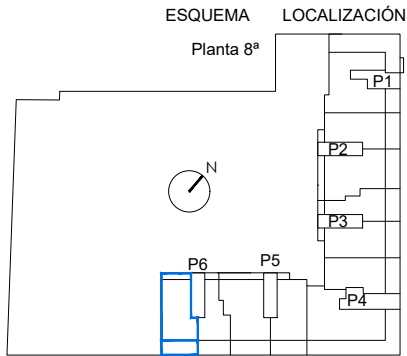 ESQUEMA LOCALIZACIÓN
Planta 8ª
P1
P2
N
P3
P6
P5
P4